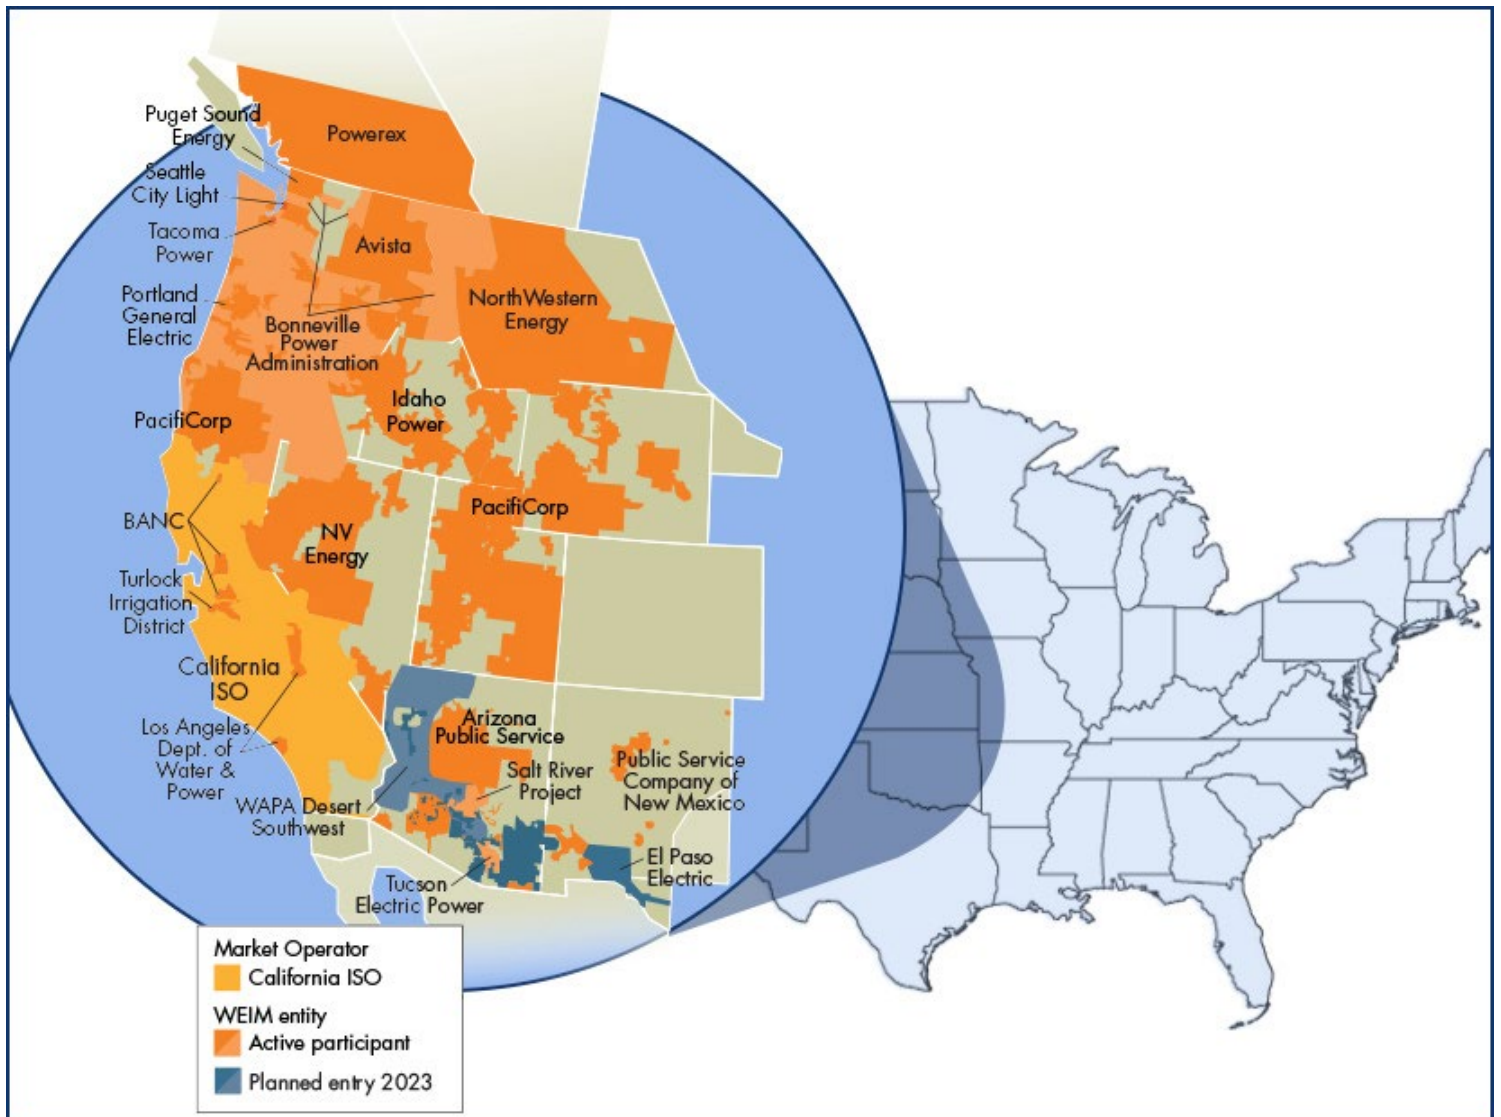 Puget Sound
Energy
Powerex
Seattle
City Light
Tacoma
Power
Avista
Portland
General
Electric
NorthWestern
Energy
Bonneville
Power
Administration
Idaho
Power
PacifiCorp
PacifiCorp
BANC
NV
Energy
Turlock
Irrigation
District
California
ISO
Los Angeles
Dept. of
Water &
Power
Arizona
Public Service
Salt River
Project
Public Service
Company of
New Mexico
WAPA Desert
Southwest
El Paso
Electric
Tucson
Electric Power
Market Operator
California ISO
WEIM entity
Active participant
Planned entry 2023